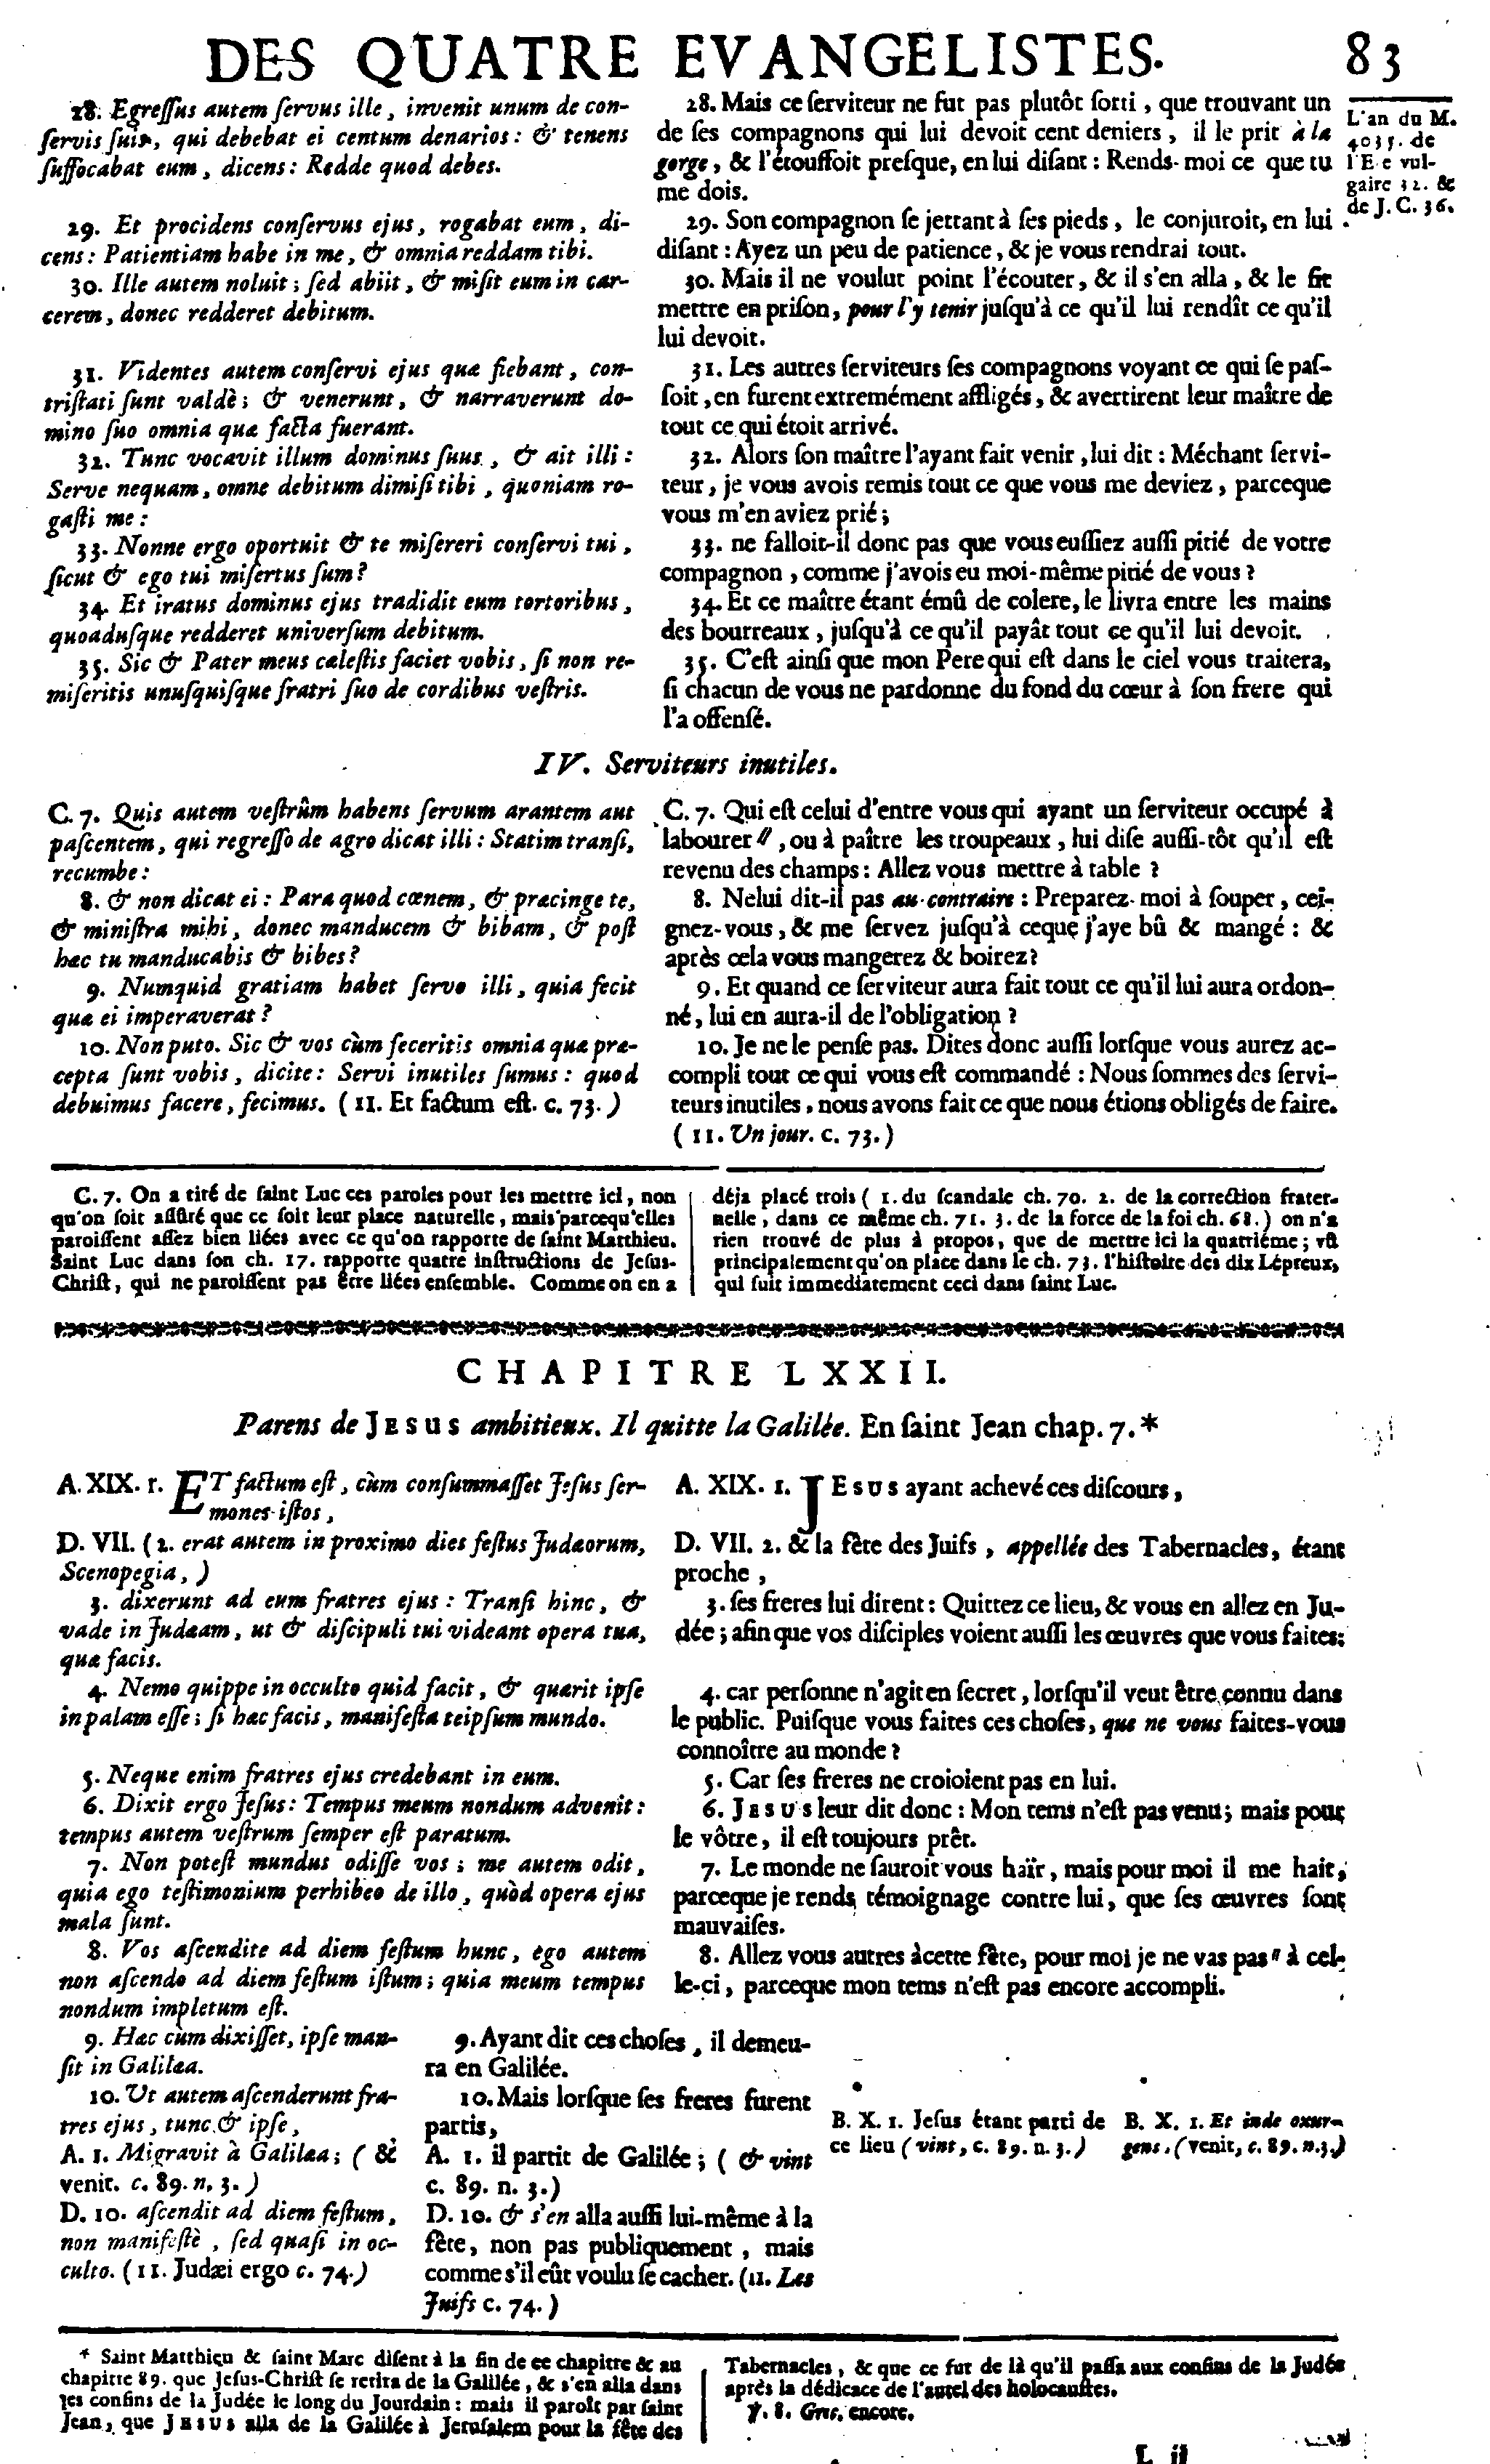 DES QUATRE EVANGELISTES.
83
L'an du M.
4035. de
l'Ere vul-
gaire 32. &
de J. C. 36.
28. Egreſſus autem ſervus ille, invenit unum de con-
ſervis ſuis, qui debebat ei centum denarios: & tenens
ſuffocabat eum, dicens: Redde quod debes.
29. Et procidens conſervus ejus, rogabat eum, di-
cens: Patientiam habe in me, & omnia reddam tibi.
30. Ille autem noluit; ſed abiit, & miſit eum in car-
cerem, donec redderet debitum.
31. Videntes autem conſervi ejus quæ fiebant, con-
triſtati ſunt valdè; & venerunt, & narraverunt do-
mino ſuo omnia quæ facta fuerant.
32. Tunc vocavit illum dominus ſuus, & ait illi:
Serve nequam, omne debitum dimiſi tibi, quoniam ro-
gaſti me:
33. Nonne ergo oportuit & te miſereri conſervi tui,
ſicut & ego tui miſertus ſum?
34. Et iratus dominus ejus tradidit eum tortoribus,
quoaduſque redderet univerſum debitum.
35. Sic & Pater meus cæleſtis faciet vobis, ſi non re-
miſeritis unuſquiſque fratri ſuo de cordibus veſtris.
28. Mais ce ſerviteur ne fut pas plutôt ſorti, que trouvant un
de ſes compagnons qui lui devoit cent deniers, il le prit à la
gorge, & l'étouffoit preſque, en lui diſant: Rends-moi ce que tu
me dois.
29. Son compagnon ſe jettant à ſes pieds, le conjuroit, en lui
diſant: Ayez un peu de patience, & je vous rendrai tout.
30. Mais il ne voulut point l'écouter, & il s'en alla, & le fit
mettre en priſon, pour l'y tenir juſqu'à ce qu'il lui rendît ce qu'il
lui devoit.
31. Les autres ſerviteurs ſes compagnons voyant ce qui ſe paſ-
ſoit, en furent extremément affligés, & avertirent leur maître de
tout ce qui étoit arrivé.
32. Alors ſon maître l'ayant fait venir, lui dit: Méchant ſervi-
teur, je vous avois remis tout ce que vous me deviez, parceque
vous m'en aviez prié;
33. ne falloit-il donc pas que vous euſſiez auſſi pitié de votre
compagnon, comme j'avois eu moi-même pitié de vous?
34. Et ce maître étant émû de colere, le livra entre les mains
des bourreaux, juſqu'à ce qu'il payât tout ce qu'il lui devoit.
35. C'eſt ainſi que mon Pere qui eſt dans le ciel vous traitera,
ſi chacun de vous ne pardonne du fond du cœur à ſon frere qui
l'a offenſé.
IV. Serviteurs inutiles.
C. 7. Quis autem veſtrûm habens ſervum arantem aut
paſcentem, qui regreſſo de agro dicat illi: Statim tranſi,
recumbe:
8. & non dicat ei: Para quod cœnem, & præcinge te,
& miniſtra mihi, donec manducem & bibam, & poſt
hæc tu manducabis & bibes?
9. Numquid gratiam habet ſervo illi, quia fecit
quæ ei imperaverat?
10. Non puto. Sic & vos cùm feceritis omnia quæ præ-
cepta ſunt vobis, dicite: Servi inutiles ſumus: quod
debuimus facere, fecimus. (11. Et factum eſt. c. 73.)
C. 7. Qui eſt celui d'entre vous qui ayant un ſerviteur occupé à
labourer ″, ou à paître les troupeaux, lui diſe auſſi-tôt qu'il eſt
revenu des champs: Allez vous mettre à table?
8. Ne lui dit-il pas au-contraire: Preparez-moi à ſouper, cei-
gnez-vous, & me ſervez juſqu'à ceque j'aye bû & mangé: &
après cela vous mangerez & boirez?
9. Et quand ce ſerviteur aura fait tout ce qu'il lui aura ordon-
né, lui en aura-il de l'obligation?
10. Je ne le penſe pas. Dites donc auſſi lorſque vous aurez ac-
compli tout ce qui vous eſt commandé: Nous ſommes des ſervi-
teurs inutiles, nous avons fait ce que nous étions obligés de faire.
(11. Un jour. c. 73.)
C. 7. On a tiré de ſaint Luc ces paroles pour les mettre ici, non
qu'on ſoit aſſûré que ce ſoit leur place naturelle, mais parcequ'elles
paroiſſent aſſez bien liées avec ce qu'on rapporte de ſaint Matthieu.
Saint Luc dans ſon ch. 17. rapporte quatre inſtructions de Jeſus-
Chriſt, qui ne paroiſſent pas être liées enſemble. Comme on en a
déja placé trois (1. du ſcandale ch. 70. 2. de la correction frater-
nelle, dans ce même ch. 71. 3. de la force de la foi ch. 68.) on n'a
rien trouvé de plus à propos, que de mettre ici la quatriéme; vû
principalement qu'on place dans le ch. 73. l'hiſtoire des dix Lépreux,
qui ſuit immediatement ceci dans ſaint Luc.
CHAPITRE LXXII.
Parens de JESUS ambitieux. Il quitte la Galilée. En ſaint Jean chap. 7.*
A. XIX. 1. ET factum eſt, cùm conſummaſſet Jeſus ſer-
mones iſtos,
D. VII. (2. erat autem in proximo dies feſtus Judæorum,
Scenopegia,)
3. dixerunt ad eum fratres ejus: Tranſi hinc, &
vade in Judæam, ut & diſcipuli tui videant opera tua,
quæ facis.
4. Nemo quippe in occulto quid facit, & quærit ipſe
in palam eſſe; ſi hæc facis, manifeſta teipſum mundo.
5. Neque enim fratres ejus credebant in eum.
6. Dixit ergo Jeſus: Tempus meum nondum advenit:
tempus autem veſtrum ſemper eſt paratum.
7. Non poteſt mundus odiſſe vos; me autem odit,
quia ego teſtimonium perhibeo de illo, quòd opera ejus
mala ſunt.
8. Vos aſcendite ad diem feſtum hunc, ego autem
non aſcendo ad diem feſtum iſtum; quia meum tempus
nondum impletum eſt.
A. XIX. 1. JESUS ayant achevé ces diſcours,
D. VII. 2. & la fête des Juifs, appellée des Tabernacles, étant
proche,
3. ſes freres lui dirent: Quittez ce lieu, & vous en allez en Ju-
dée; afin que vos diſciples voient auſſi les œuvres que vous faites:
4. car perſonne n'agit en ſecret, lorſqu'il veut être connu dans
le public. Puiſque vous faites ces choſes, que ne vous faites-vous
connoître au monde?
5. Car ſes freres ne croioient pas en lui.
6. JESUS leur dit donc: Mon tems n'eſt pas venu; mais pour
le vôtre, il eſt toujours prêt.
7. Le monde ne ſauroit vous haïr, mais pour moi il me hait,
parceque je rends témoignage contre lui, que ſes œuvres ſont
mauvaiſes.
8. Allez vous autres à cette fête, pour moi je ne vas pas ″ à cel-
le-ci, parceque mon tems n'eſt pas encore accompli.
9. Hæc cùm dixiſſet, ipſe man-
ſit in Galilæa.
10. Ut autem aſcenderunt fra-
tres ejus, tunc & ipſe,
A. 1. Migravit à Galilæa; (&
venit. c. 89. n. 3.)
D. 10. aſcendit ad diem feſtum,
non manifeſtè, ſed quaſi in oc-
culto. (11. Judæi ergo c. 74.)
9. Ayant dit ces choſes, il demeu-
ra en Galilée.
10. Mais lorſque ſes freres furent
partis,
A. 1. il partit de Galilée; (& vint
c. 89. n. 3.)
D. 10. & s'en alla auſſi lui-même à la
fête, non pas publiquement, mais
comme s'il eût voulu ſe cacher. (11. Les
Juifs c. 74.)
B. X. 1. Jeſus étant parti de
ce lieu (vint, c. 89. n. 3.)
B. X. 1. Et inde exur-
gens, (venit, c. 89. n. 3.)
* Saint Matthieu & ſaint Marc diſent à la fin de ce chapitre & au
chapitre 89. que Jeſus-Chriſt ſe retira de la Galilée, & s'en alla dans
les confins de la Judée le long du Jourdain: mais il paroît par ſaint
Jean, que JESUS alla de la Galilée à Jeruſalem pour la fête des
Tabernacles, & que ce fut de là qu'il paſſa aux confins de la Judée
après la dédicace de l'autel des holocauſtes.
℣. 8. Grec, encore.
L ij